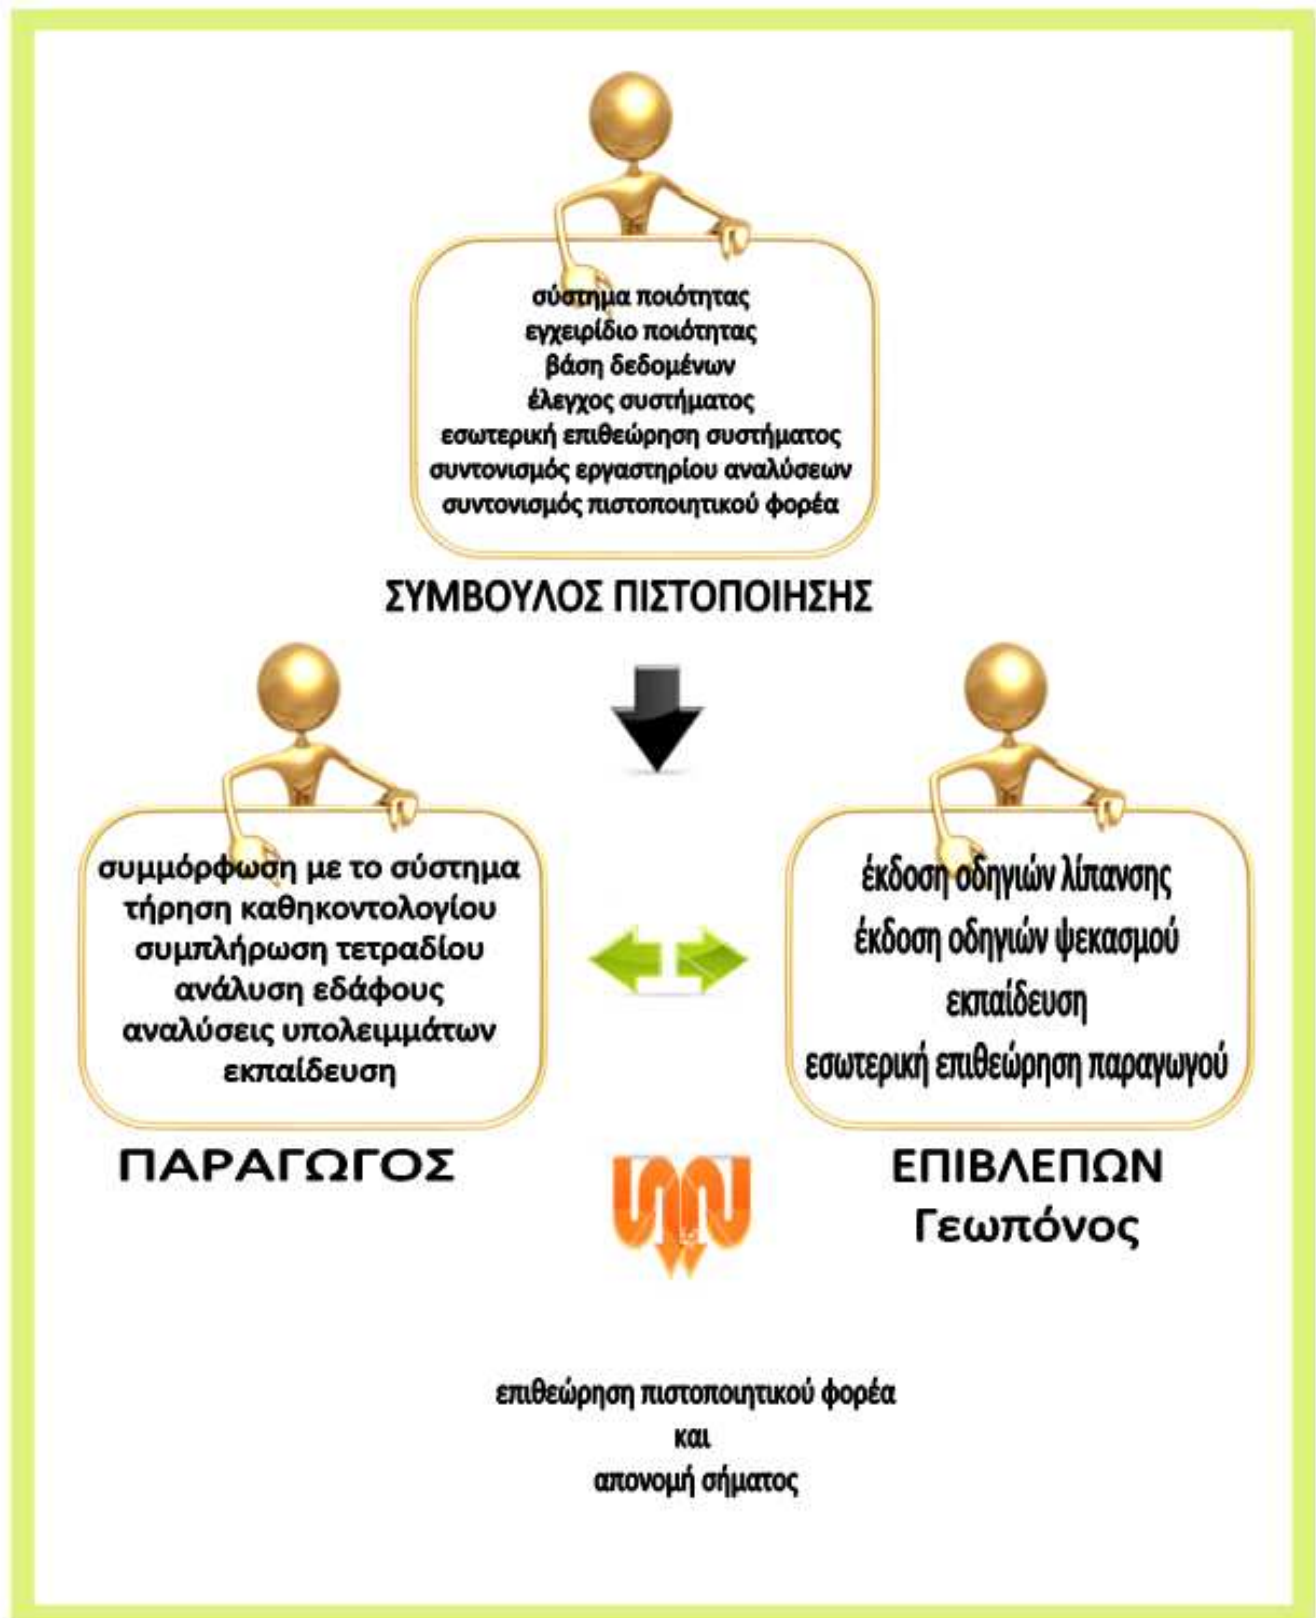 σύστημα ποιότητας
εγχειρίδιο ποιότητας
βάση δεδομένων
έλεγχος συστήματος
εσωτερική επιθεώρηση συστήματος
συντονισμός εργαστηρίου αναλύσεων
συντονισμός πιστοποιητικού φορέα
ΣΥΜΒΟΥΛΟΣ ΠΙΣΤΟΠΟΙΗΣΗΣ
συμμόρφωση με το σύστημα
τήρηση καθηκοντολογίου
συμπλήρωση τετραδίου
ανάλυση εδάφους
αναλύσεις υπολειμμάτων
εκπαίδευση
ΠΑΡΑΓΩΓΟΣ
έκδοση οδηγιών λίπανσης
έκδοση οδηγιών ψεκασμού
εκπαίδευση
εσωτερική επιθεώρηση παραγωγού
ΕΠΙΒΛΕΠΩΝ
Γεωπόνος
επιθεώρηση πιστοποιητικού φορέα
και
απονομή σήματος